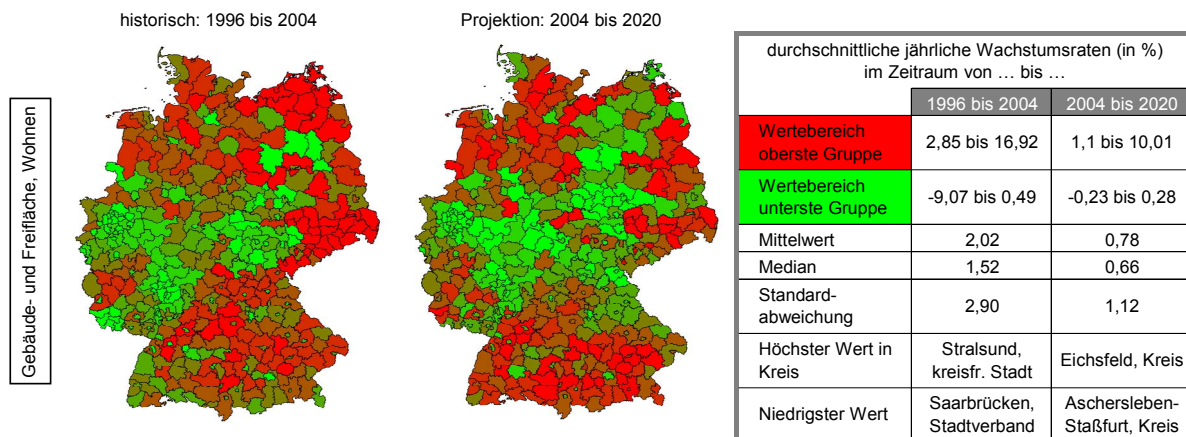 historisch: 1996 bis 2004
Projektion: 2004 bis 2020
Gebäude- und Freifläche, Wohnen
durchschnittliche jährliche Wachstumsraten (in %)
im Zeitraum von … bis …
1996 bis 2004
2004 bis 2020
Wertebereich
oberste Gruppe
2,85 bis 16,92
1,1 bis 10,01
Wertebereich
unterste Gruppe
-9,07 bis 0,49
-0,23 bis 0,28
Mittelwert
2,02
0,78
Median
1,52
0,66
Standard-
abweichung
2,90
1,12
Höchster Wert in
Kreis
Stralsund,
kreisfr. Stadt
Eichsfeld, Kreis
Niedrigster Wert
Saarbrücken,
Stadtverband
Aschersleben-
Staßfurt, Kreis